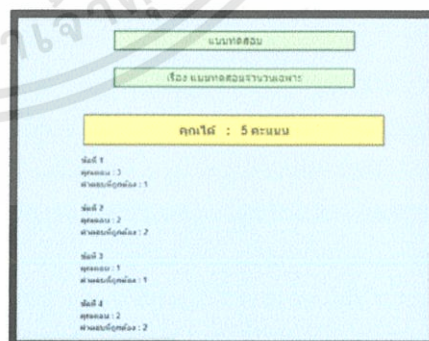 แบบทดสอบ
เรื่อง แบบทดสอบจำนวนเฉพาะ
คุณได้ : 5 คะแนน
ข้อที่ 1
คุณตอบ : 3
คำตอบที่ถูกต้อง : 1
ข้อที่ 2
คุณตอบ : 2
คำตอบที่ถูกต้อง : 2
ข้อที่ 3
คุณตอบ : 1
คำตอบที่ถูกต้อง : 1
ข้อที่ 4
คุณตอบ : 2
คำตอบที่ถูกต้อง : 2